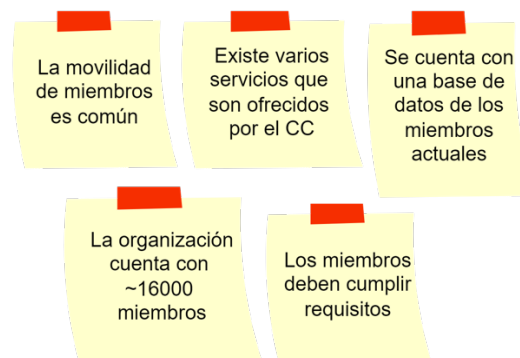 La movilidad
de miembros
es común
Existe varios
servicios que
son ofrecidos
por el CC
Se cuenta con
una base de
datos de los
miembros
actuales
La organización
cuenta con
~16000
miembros
Los miembros
deben cumplir
requisitos